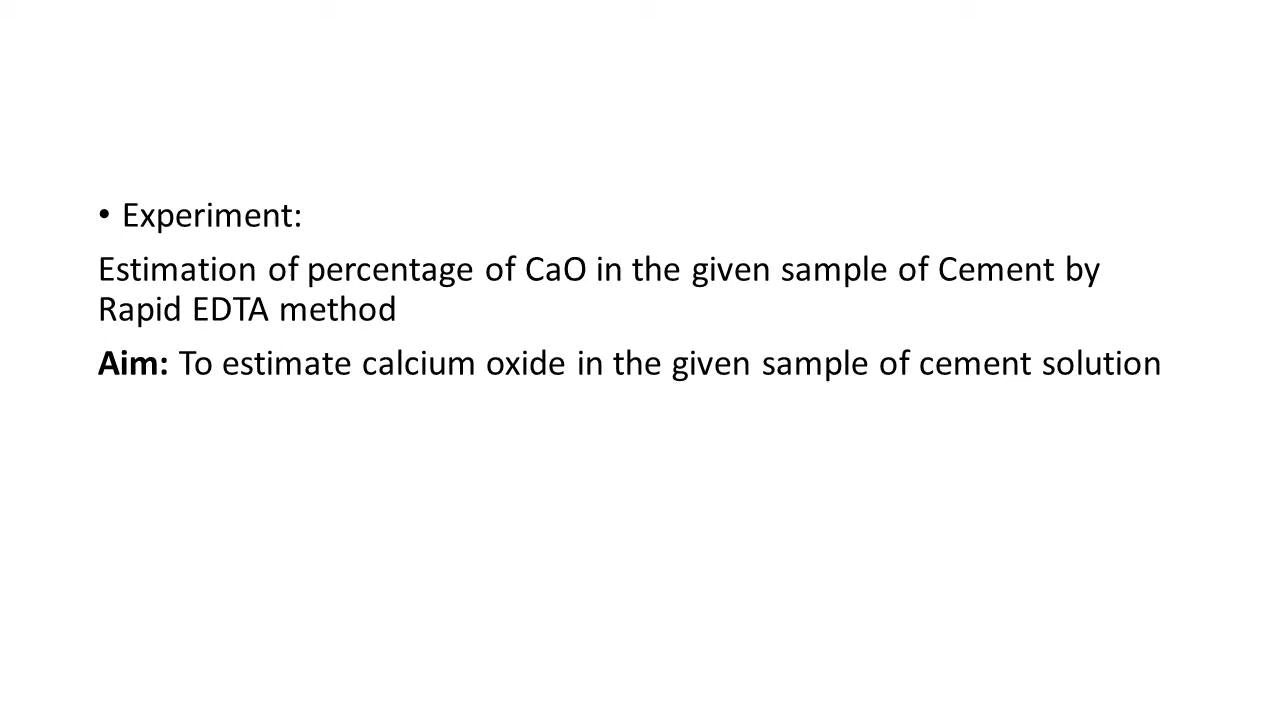 • Experiment:
Estimation of percentage of CaO in the given sample of Cement by
Rapid EDTA method
Aim: To estimate calcium oxide in the given sample of cement solution